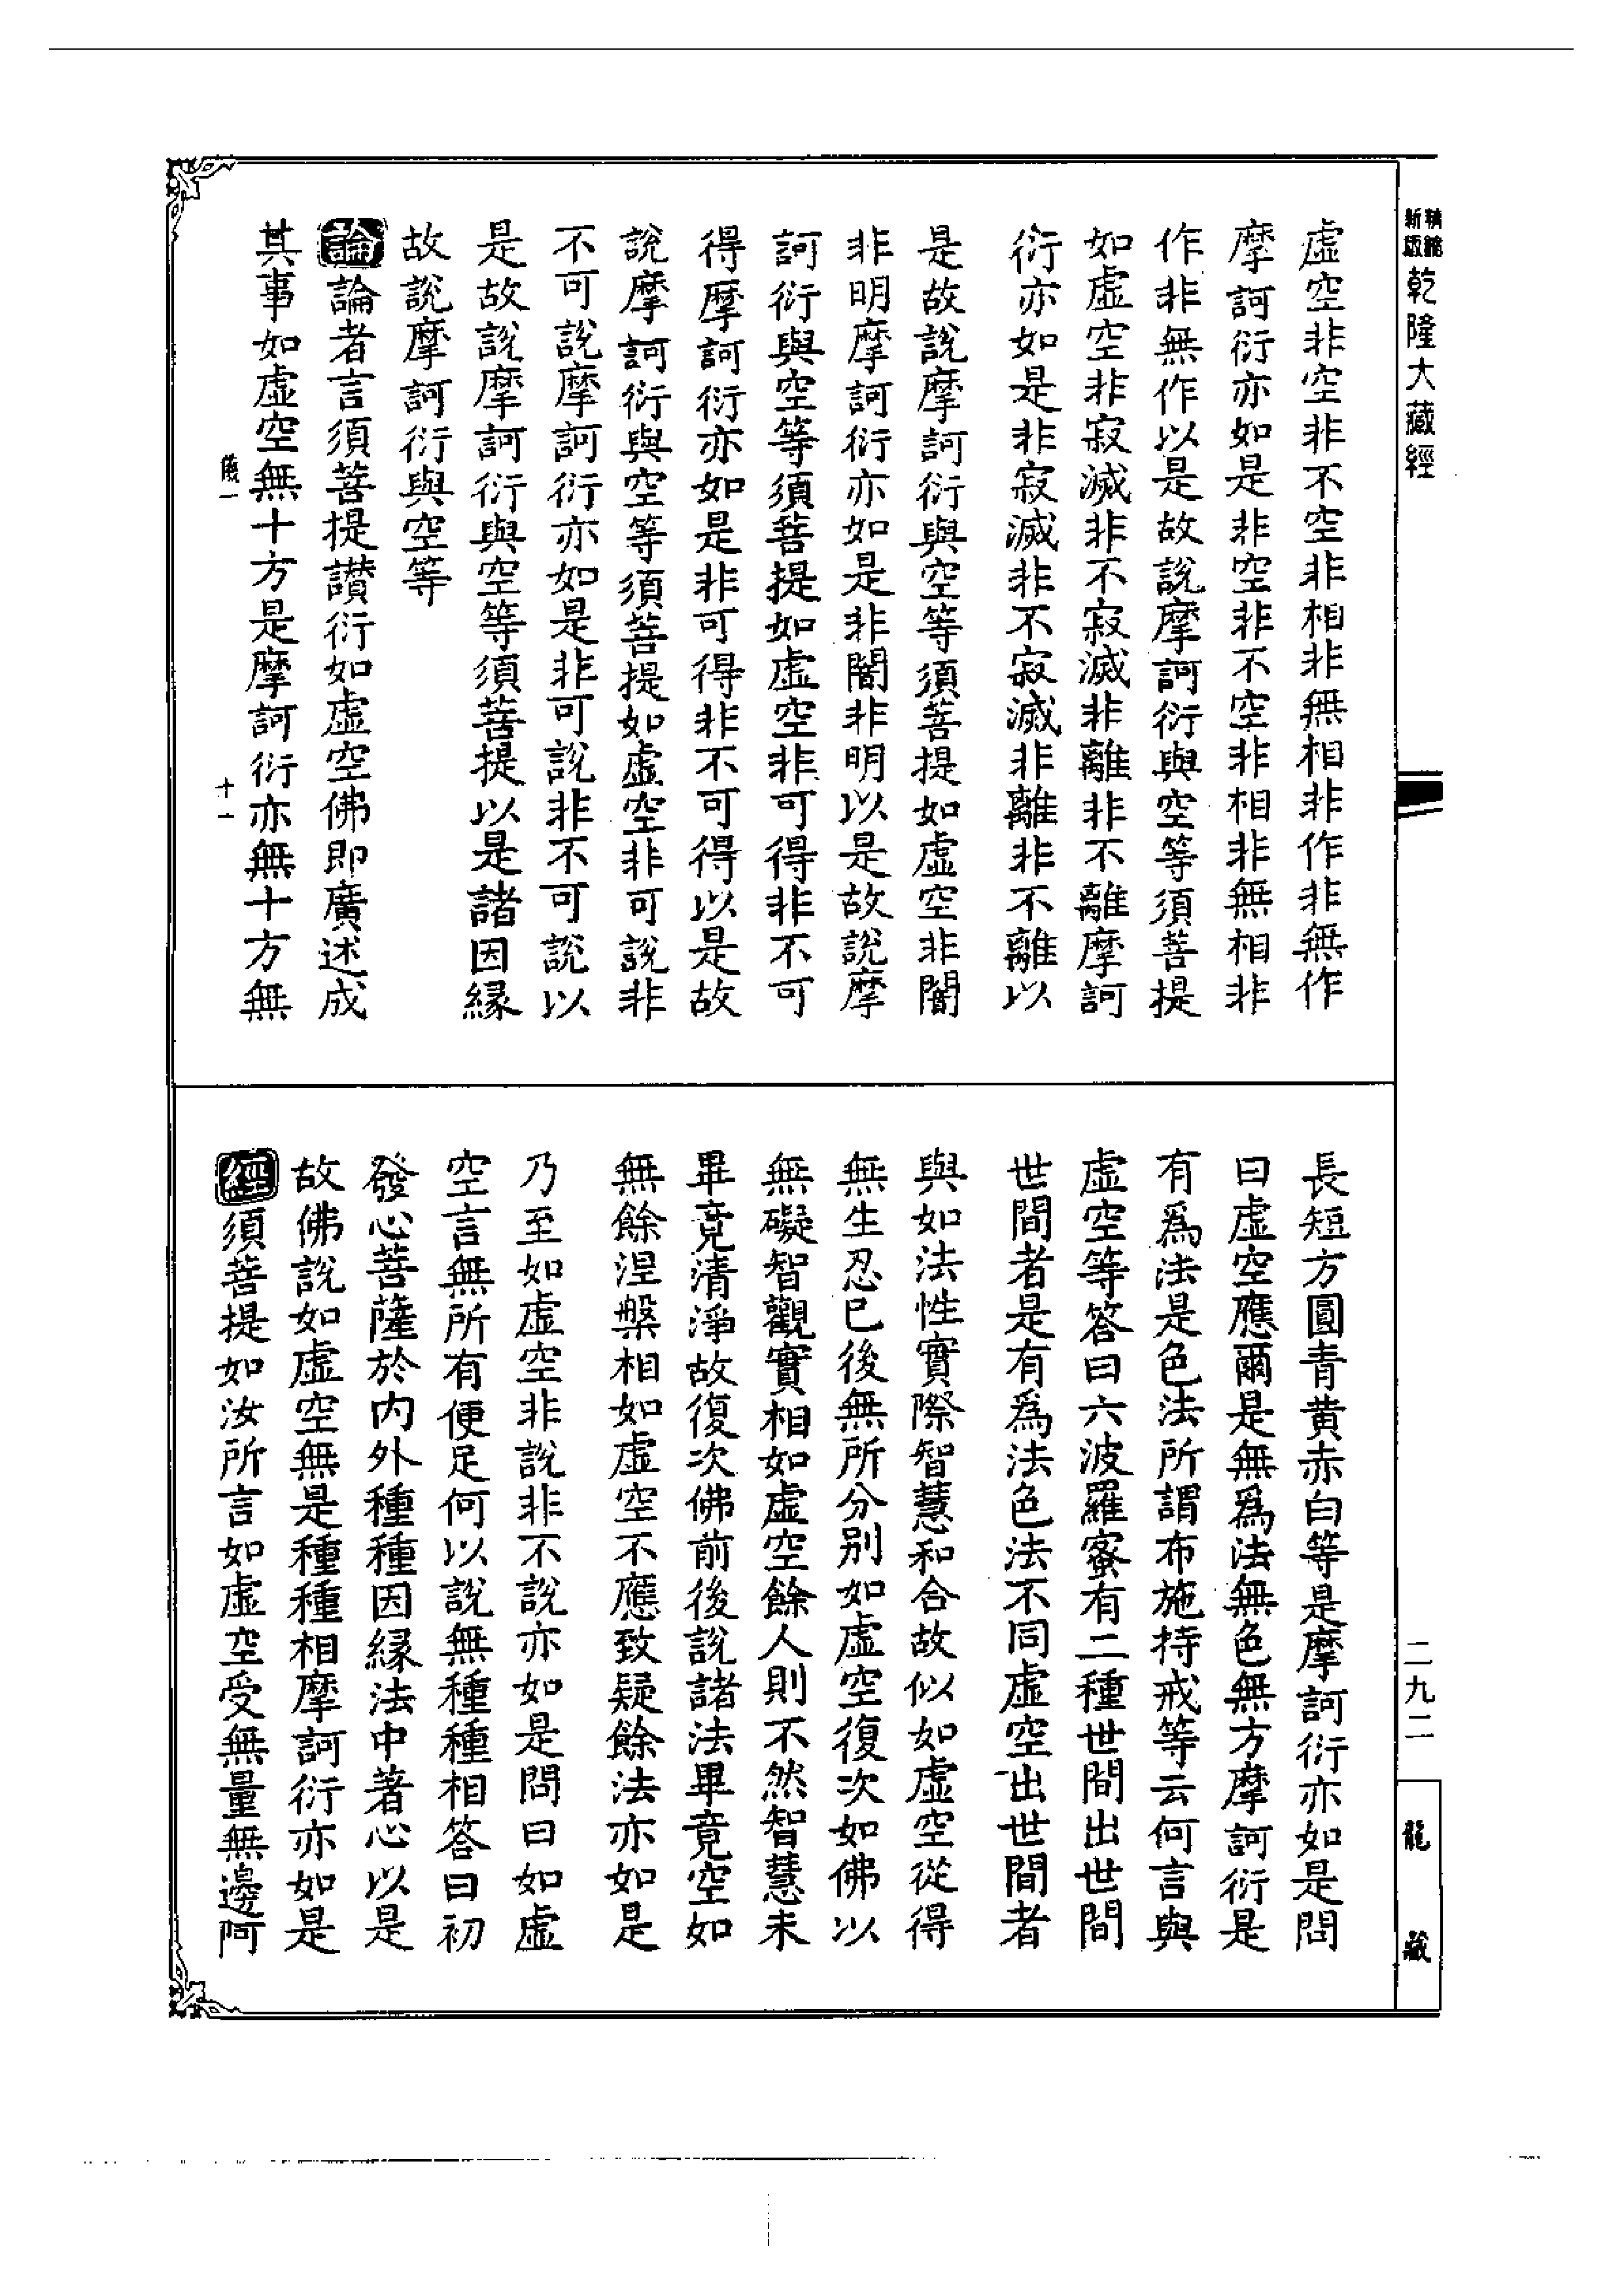 乾隆大藏經
虛空非空非不空非相非無相非作非無作
摩訶衍亦如是非空非不空非相非無相非
作非無作以是故說摩訶衍與空等須菩提
如虛空非寂滅非不寂滅非離非不離摩訶
衍亦如是非寂滅非不寂滅非離非不離以
是故說摩訶衍與空等須菩提如虛空非闇
非明摩訶衍亦如是非闇非明以是故說摩
訶衍與空等須菩提如虛空非可得非不可
得摩訶衍亦如是非可得非不可得以是故
說摩訶衍與空等須菩提如虛空非可說非
不可說摩訶衍亦如是非可說非不可說以
是故說摩訶衍與空等須菩提以是諸因縁
故說摩訶衍與空等
論論者言須菩提讃衍如虛空佛即廣述成
其事如虛空無十方是摩訶衍亦無十方無
十一
長短方圓青黄赤白等是摩訶衍亦如是問
曰虛空應爾是無爲法無色無方摩訶衍是
有爲法是色法所謂布施持戒等云何言與
虛空等答曰六波羅蜜有二種世間出世間
世間者是有爲法色法不同虛空出世間者
與如法性實際智慧和合故似如虛空從得
無生忍已後無所分別如虛空復次如佛以
無礙智觀實相如虛空餘人則不然智慧未
畢竟清淨故復次佛前後說諸法畢竟空如
無餘涅槃相如虛空不應致疑餘法亦如是
乃至如虛空非說非不說亦如是問曰如虛
空言無所有便足何以說無種種相答曰初
發心菩薩於内外種種因縁法中著心以是
故佛說如虛空無是種種相摩訶衍亦如是
經須菩提如汝所言如虛空受無量無邊阿
二九二
龍藏